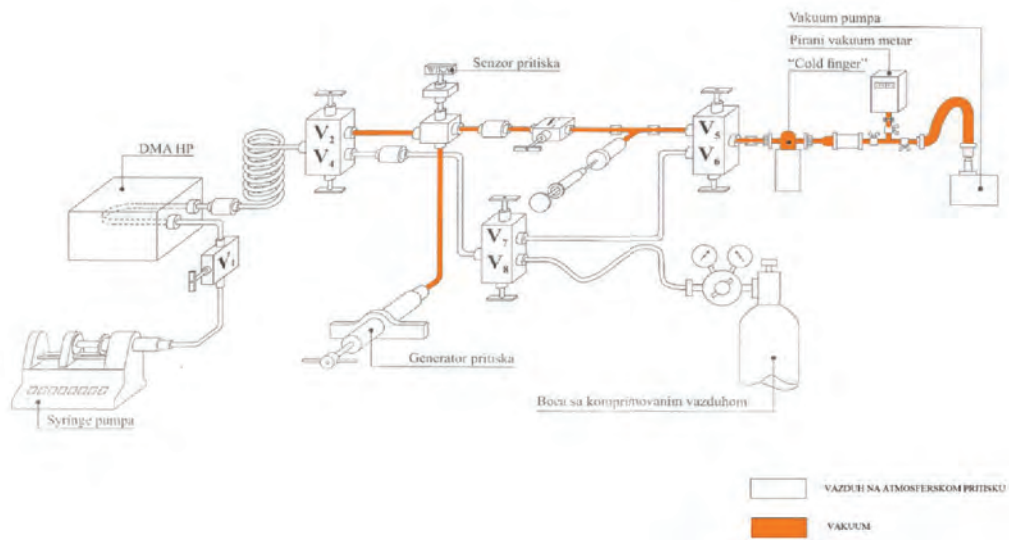 Vakuum pumpa
Pirani vakuum metar
"Cold finger"
Senzor pritiska
DMA HP
V2
V4
V5
V6
V7
V8
V1
Generator pritiska
Boca sa komprimovanim vazduhom
Syringe pumpa
VAZDUH NA ATMOSFERSKOM PRITISKU
VAKUUM